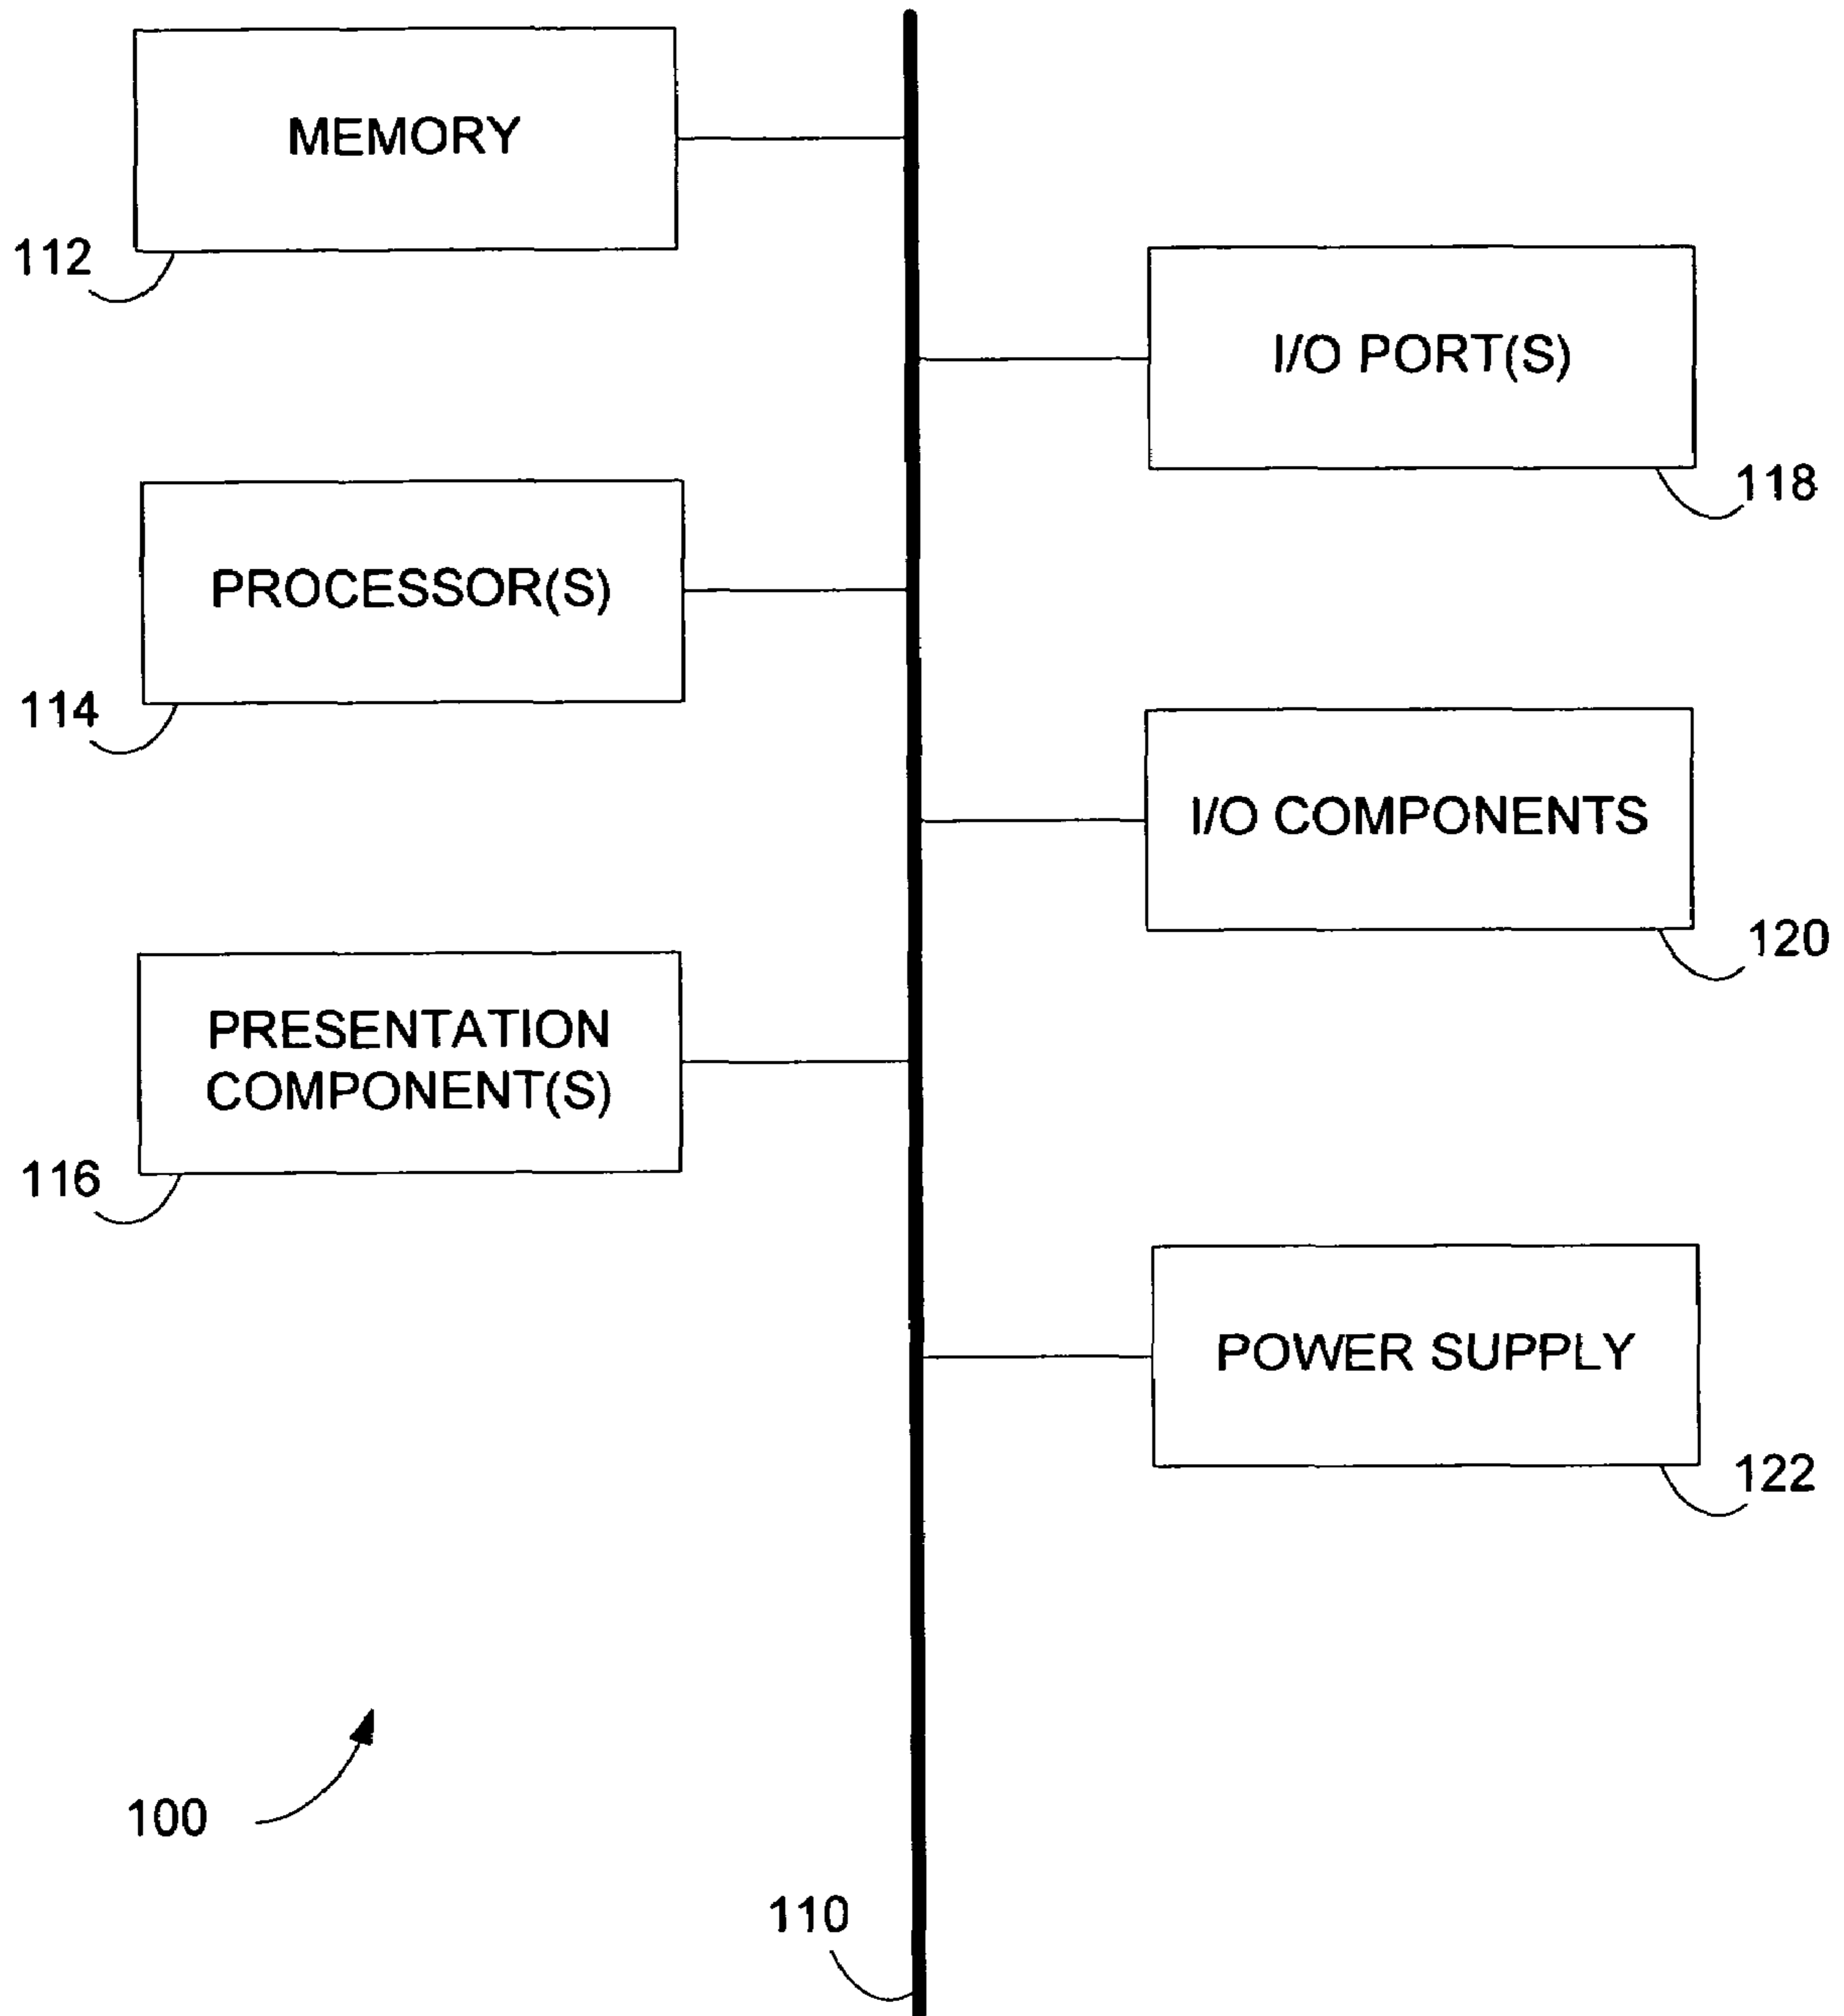 MEMORY
112
I/O PORT(S)
118
PROCESSOR(S)
114
I/O COMPONENTS
120
PRESENTATION
COMPONENT(S)
116
POWER SUPPLY
122
100
110